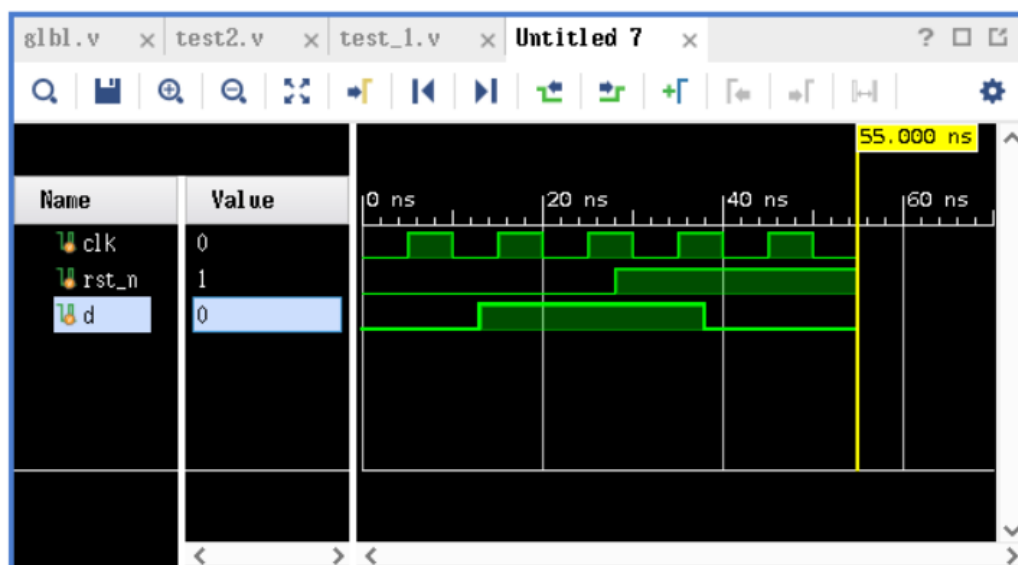 glbl.v × test2.v × test_1.v × Untitled 7 × ?
55.000 ns
Name Value 0 ns 20 ns 40 ns 60 ns
clk 0
rst_n 1
d 0